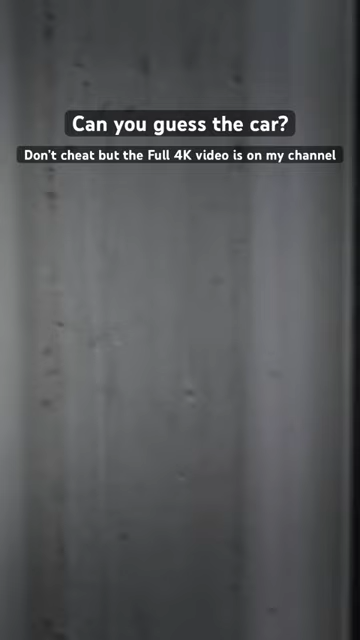 Can you guess the car?
Don't cheat but the Full 4K video is on my channel